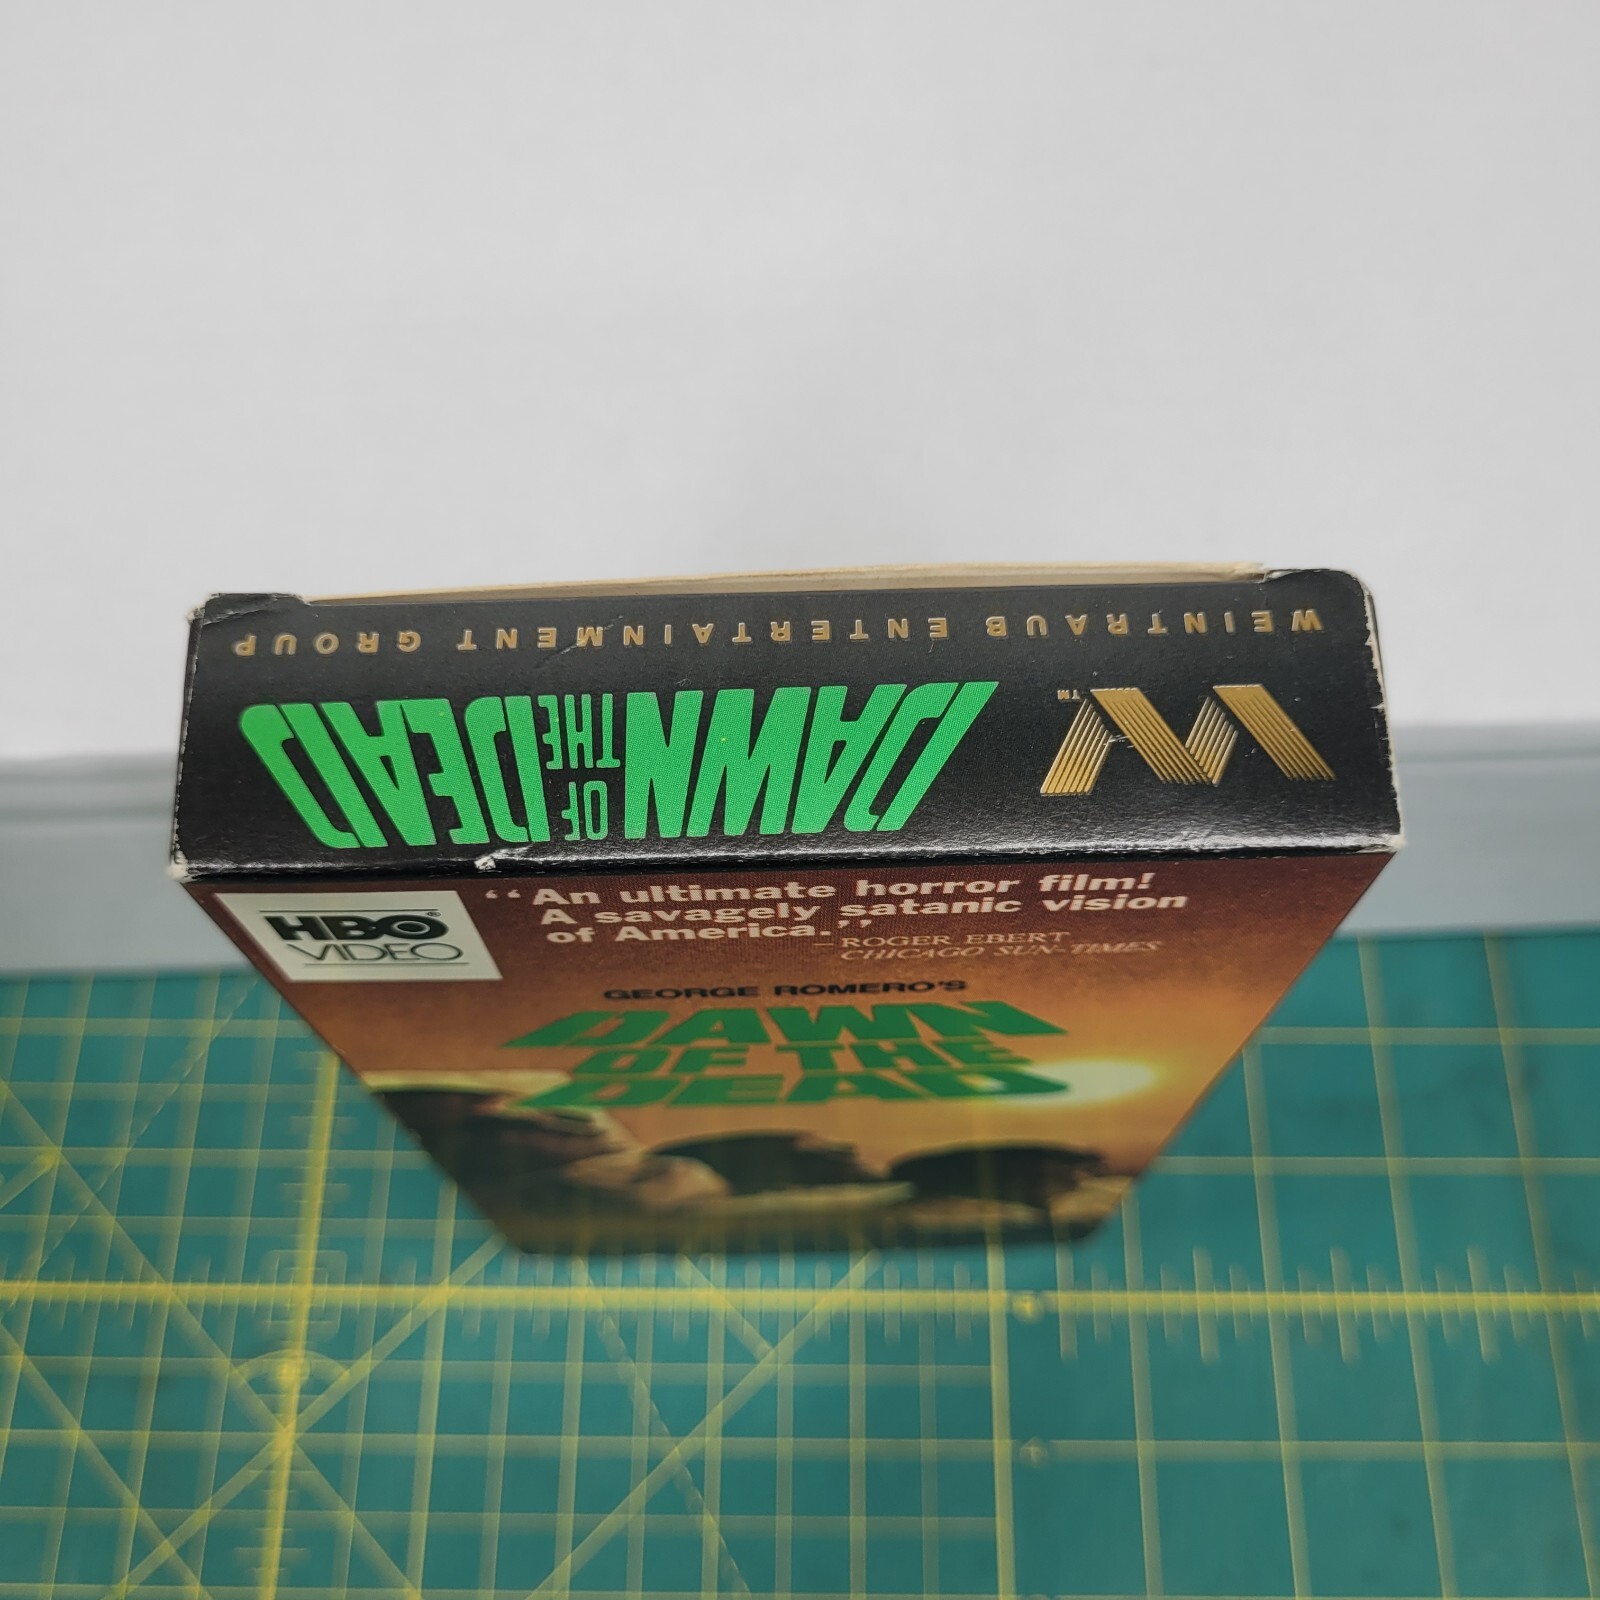 WEINTRAUB ENTERTAINMENT GROUP
W™
DAWN OF THE DEAD
HBO®
VIDEO
“An ultimate horror film!
A savagely satanic vision
of America.”
—ROGER EBERT
CHICAGO SUN-TIMES
GEORGE ROMERO'S
DAWN
OF THE
DEAD